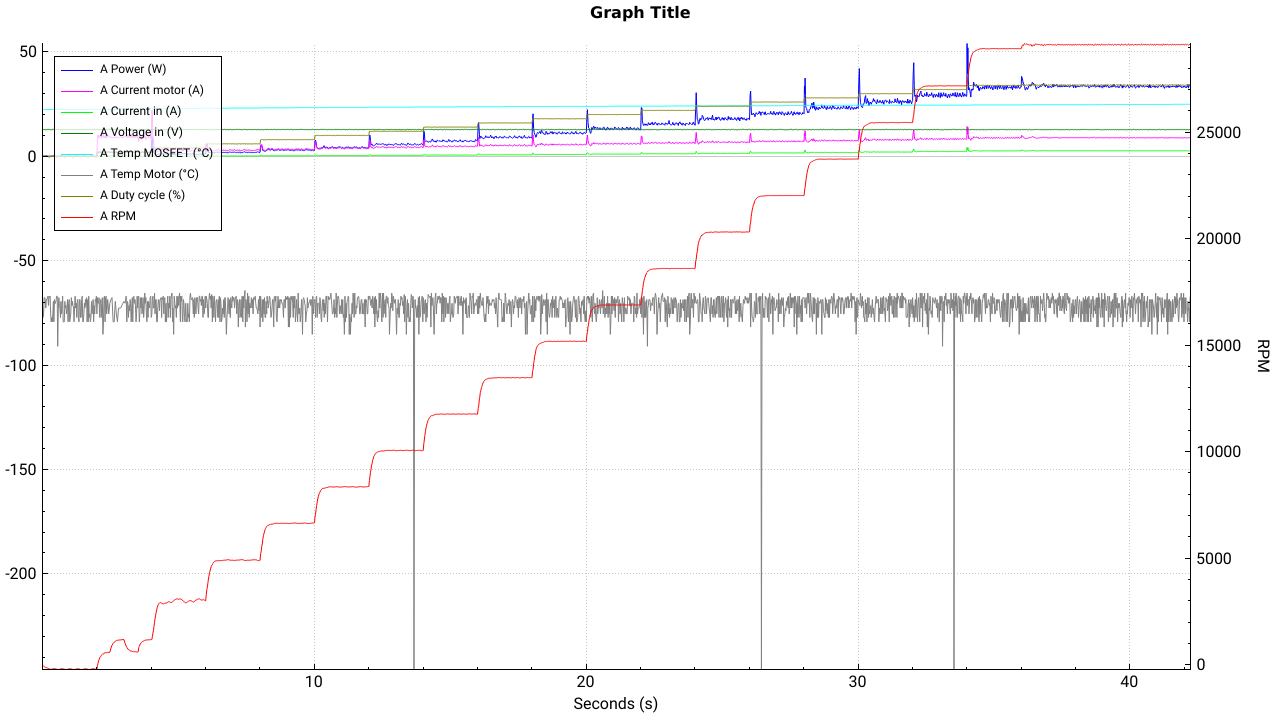 Graph Title
A Power (W)
A Current motor (A)
A Current in (A)
A Voltage in (V)
A Temp MOSFET (°C)
A Temp Motor (°C)
A Duty cycle (%)
A RPM
50
0
-50
-100
-150
-200
25000
20000
15000
10000
5000
0
RPM
10
20
30
40
Seconds (s)